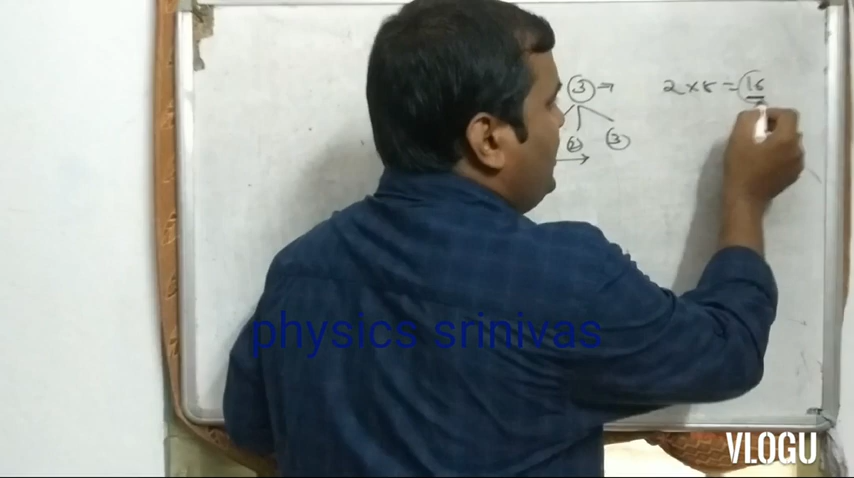 3 → 2 × 8 = 16
2 3
physics srinivas
VLOGU